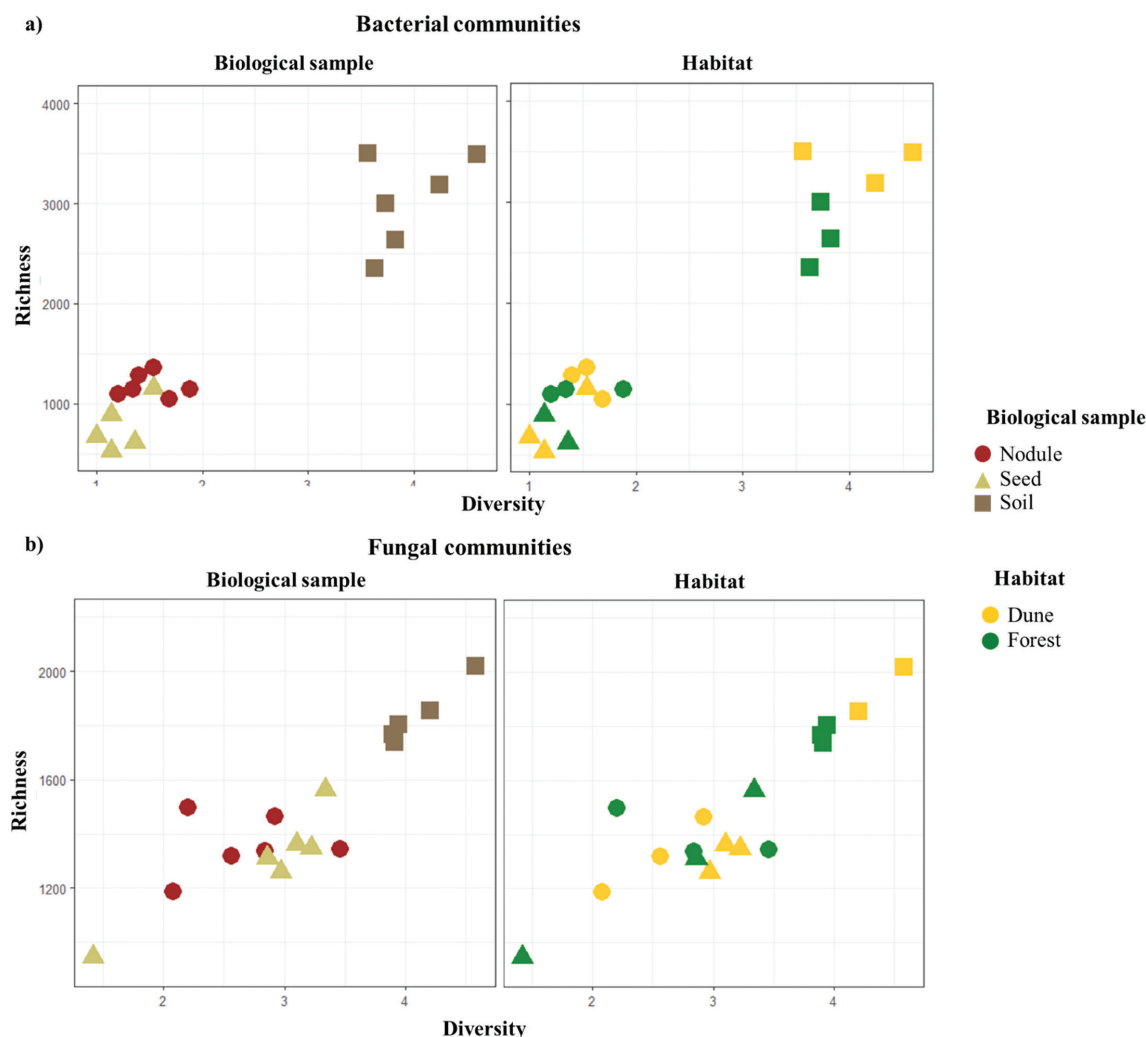 a)
Bacterial communities
Biological sample
Habitat
4000
3000
2000
1000
Richness
1
2
3
4
1
2
3
4
Diversity
Biological sample
Nodule
Seed
Soil
b)
Fungal communities
Biological sample
Habitat
Habitat
Dune
Forest
2000
1600
1200
Richness
2
3
4
2
3
4
Diversity